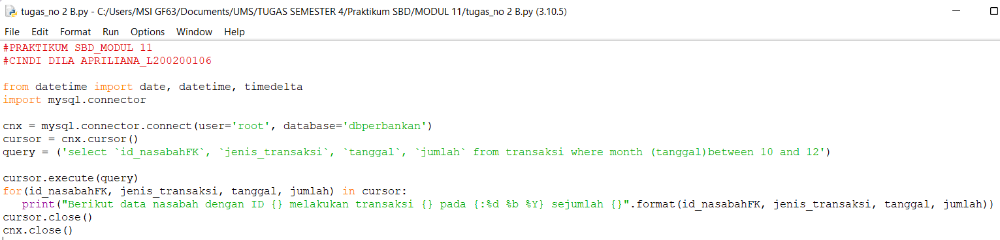 tugas_no 2 B.py - C:/Users/MSI GF63/Documents/UMS/TUGAS SEMESTER 4/Praktikum SBD/MODUL 11/tugas_no 2 B.py (3.10.5)
File Edit Format Run Options Window Help
#PRAKTIKUM SBD_MODUL 11
#CINDI DILA APRILIANA_L200200106
from datetime import date, datetime, timedelta
import mysql.connector
cnx = mysql.connector.connect(user='root', database='dbperbankan')
cursor = cnx.cursor()
query = ('select `id_nasabahFK`, `jenis_transaksi`, `tanggal`, `jumlah` from transaksi where month (tanggal)between 10 and 12')
cursor.execute(query)
for(id_nasabahFK, jenis_transaksi, tanggal, jumlah) in cursor:
   print("Berikut data nasabah dengan ID {} melakukan transaksi {} pada {:%d %b %Y} sejumlah {}".format(id_nasabahFK, jenis_transaksi, tanggal, jumlah))
cursor.close()
cnx.close()